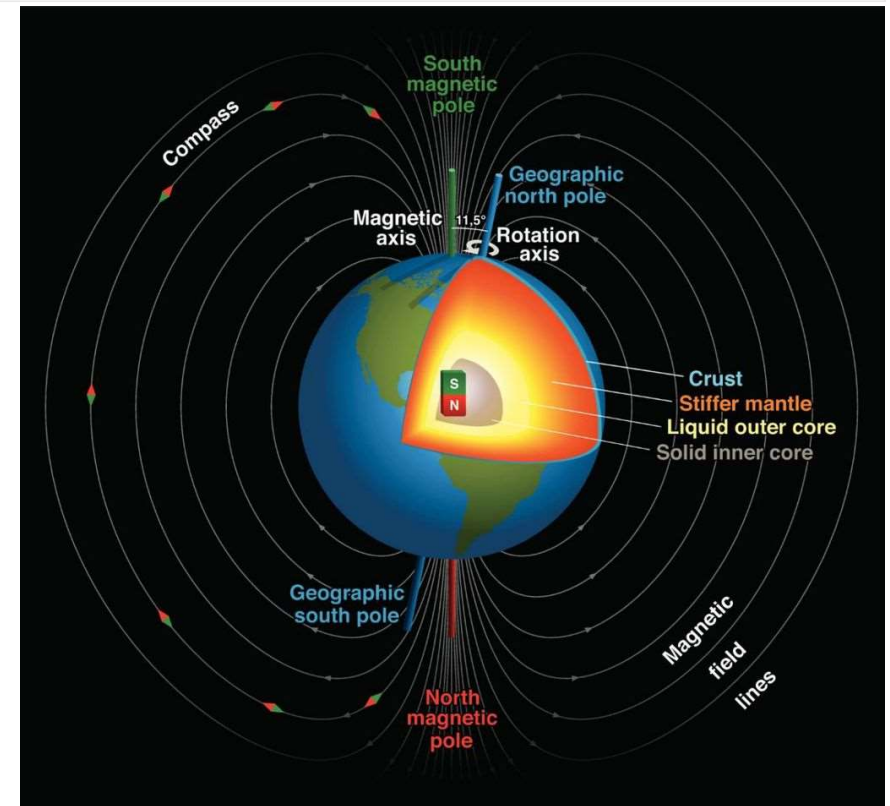 South
magnetic
pole
Compass
Geographic
north pole
Magnetic
axis
11,5°
Rotation
axis
S
N
Crust
Stiffer mantle
Liquid outer core
Solid inner core
Geographic
south pole
Magnetic
field
lines
North
magnetic
pole